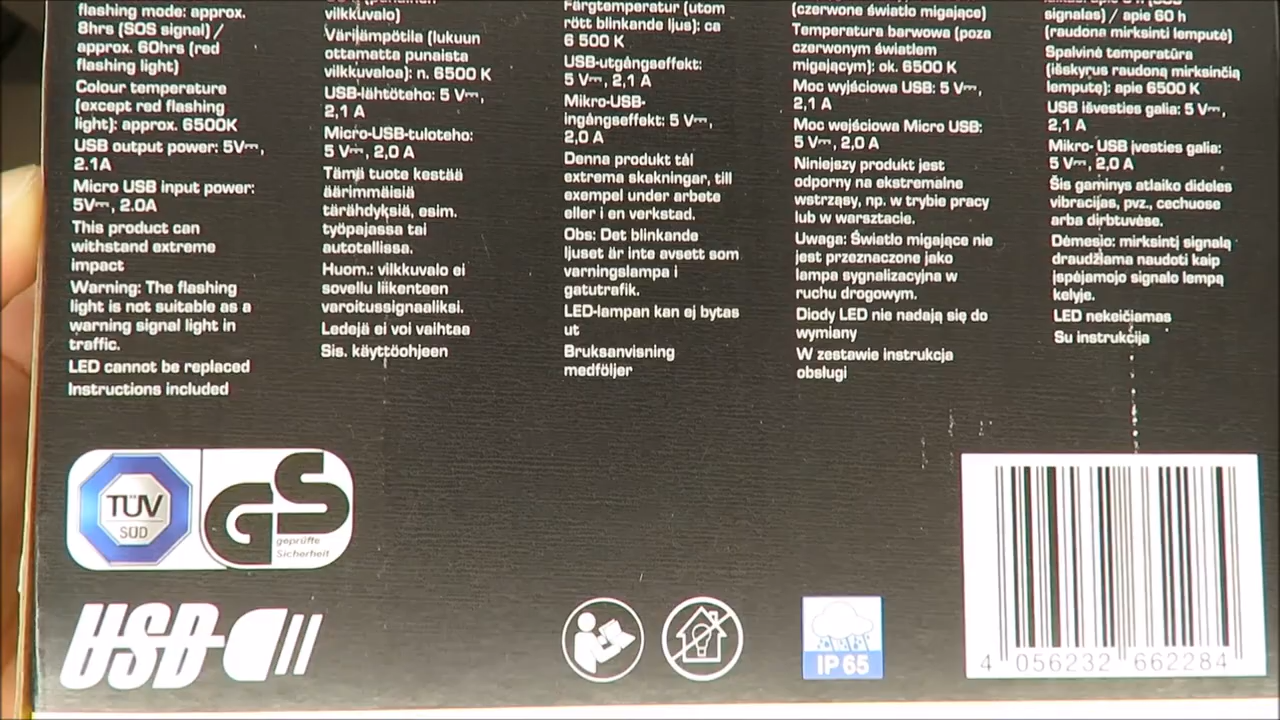 flashing mode: approx.
8hrs (SOS signal) /
approx. 60hrs (red
flashing light)
Colour temperature
(except red flashing
light): approx. 6500K
USB output power: 5V⎓,
2.1A
Micro USB input power:
5V⎓, 2.0A
This product can
withstand extreme
impact
Warning: The flashing
light is not suitable as a
warning signal light in
traffic.
LED cannot be replaced
Instructions included
vilkkuvalo)
Värilämpötila (lukuun
ottamatta punaista
vilkkuvaloa): n. 6500 K
USB-lähtöteho: 5 V⎓,
2,1 A
Micro-USB-tuloteho:
5 V⎓, 2,0 A
Tämä tuote kestää
äärimmäisiä
tärähdyksiä, esim.
työpajassa tai
autotallissa.
Huom.: vilkkuvalo ei
sovellu liikenteen
varoitussignaaliksi.
Ledejä ei voi vaihtaa
Sis. käyttöohjeen
Färgtemperatur (utom
rött blinkande ljus): ca
6 500 K
USB-utgångseffekt:
5 V⎓, 2,1 A
Mikro-USB-
ingångseffekt: 5 V⎓,
2,0 A
Denna produkt tål
extrema skakningar, till
exempel under arbete
eller i en verkstad.
Obs: Det blinkande
ljuset är inte avsett som
varningslampa i
gatutrafik.
LED-lampan kan ej bytas
ut
Bruksanvisning
medföljer
(czerwone światło migające)
Temperatura barwowa (poza
czerwonym światłem
migającym): ok. 6500 K
Moc wyjściowa USB: 5 V⎓,
2,1 A
Moc wejściowa Micro USB:
5 V⎓, 2,0 A
Niniejszy produkt jest
odporny na ekstremalne
wstrząsy, np. w trybie pracy
lub w warsztacie.
Uwaga: Światło migające nie
jest przeznaczone jako
lampa sygnalizacyjna w
ruchu drogowym.
Diody LED nie nadają się do
wymiany
W zestawie instrukcja
obsługi
signalas) / apie 60 h
(raudona mirksinti lemputė)
Spalvinė temperatūra
(išskyrus raudoną mirksinčią
lemputę): apie 6500 K
USB išvesties galia: 5 V⎓,
2,1 A
Mikro- USB įvesties galia:
5 V⎓, 2,0 A
Šis gaminys atlaiko dideles
vibracijas, pvz., cechuose
arba dirbtuvėse.
Dėmesio: mirksintį signalą
draudžiama naudoti kaip
įspėjamojo signalo lempą
kelyje.
LED nekeičiamas
Su instrukcija
TÜV
SÜD
GS
geprüfte
Sicherheit
USB
IP 65
4 056232 662284